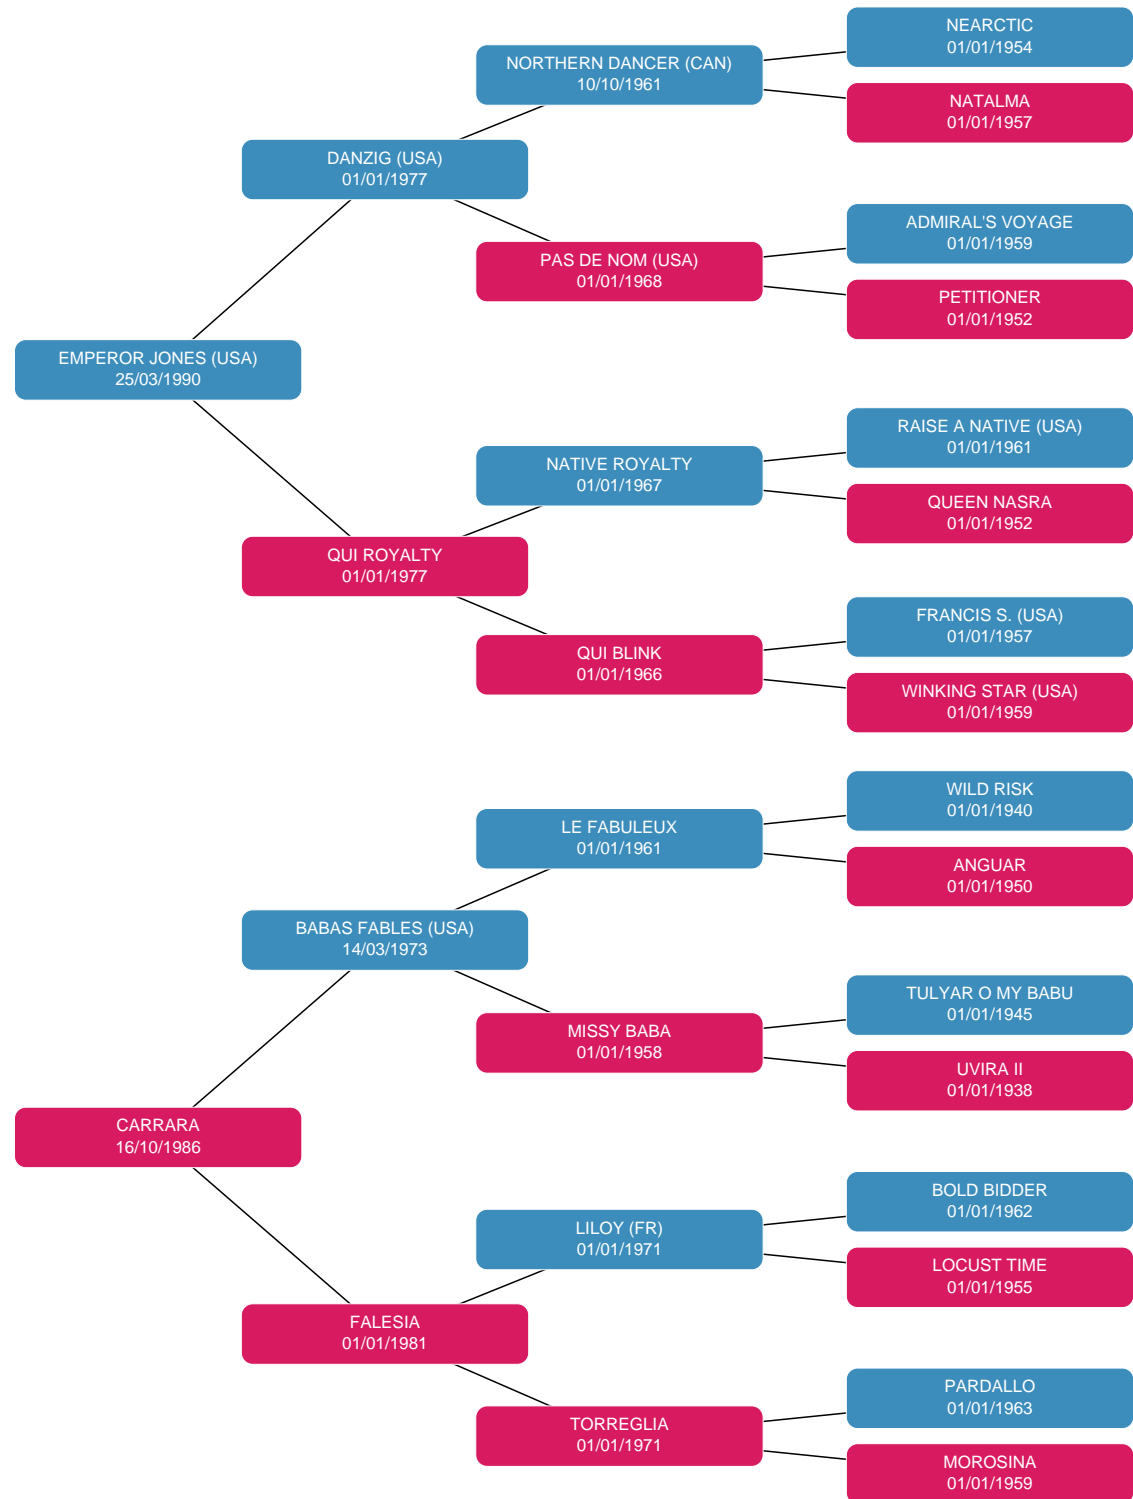 NEARCTIC
01/01/1954
NORTHERN DANCER (CAN)
10/10/1961
NATALMA
01/01/1957
DANZIG (USA)
01/01/1977
ADMIRAL'S VOYAGE
01/01/1959
PAS DE NOM (USA)
01/01/1968
PETITIONER
01/01/1952
EMPEROR JONES (USA)
25/03/1990
RAISE A NATIVE (USA)
01/01/1961
NATIVE ROYALTY
01/01/1967
QUEEN NASRA
01/01/1952
QUI ROYALTY
01/01/1977
FRANCIS S. (USA)
01/01/1957
QUI BLINK
01/01/1966
WINKING STAR (USA)
01/01/1959
WILD RISK
01/01/1940
LE FABULEUX
01/01/1961
ANGUAR
01/01/1950
BABAS FABLES (USA)
14/03/1973
TULYAR O MY BABU
01/01/1945
MISSY BABA
01/01/1958
UVIRA II
01/01/1938
CARRARA
16/10/1986
BOLD BIDDER
01/01/1962
LILOY (FR)
01/01/1971
LOCUST TIME
01/01/1955
FALESIA
01/01/1981
PARDALLO
01/01/1963
TORREGLIA
01/01/1971
MOROSINA
01/01/1959